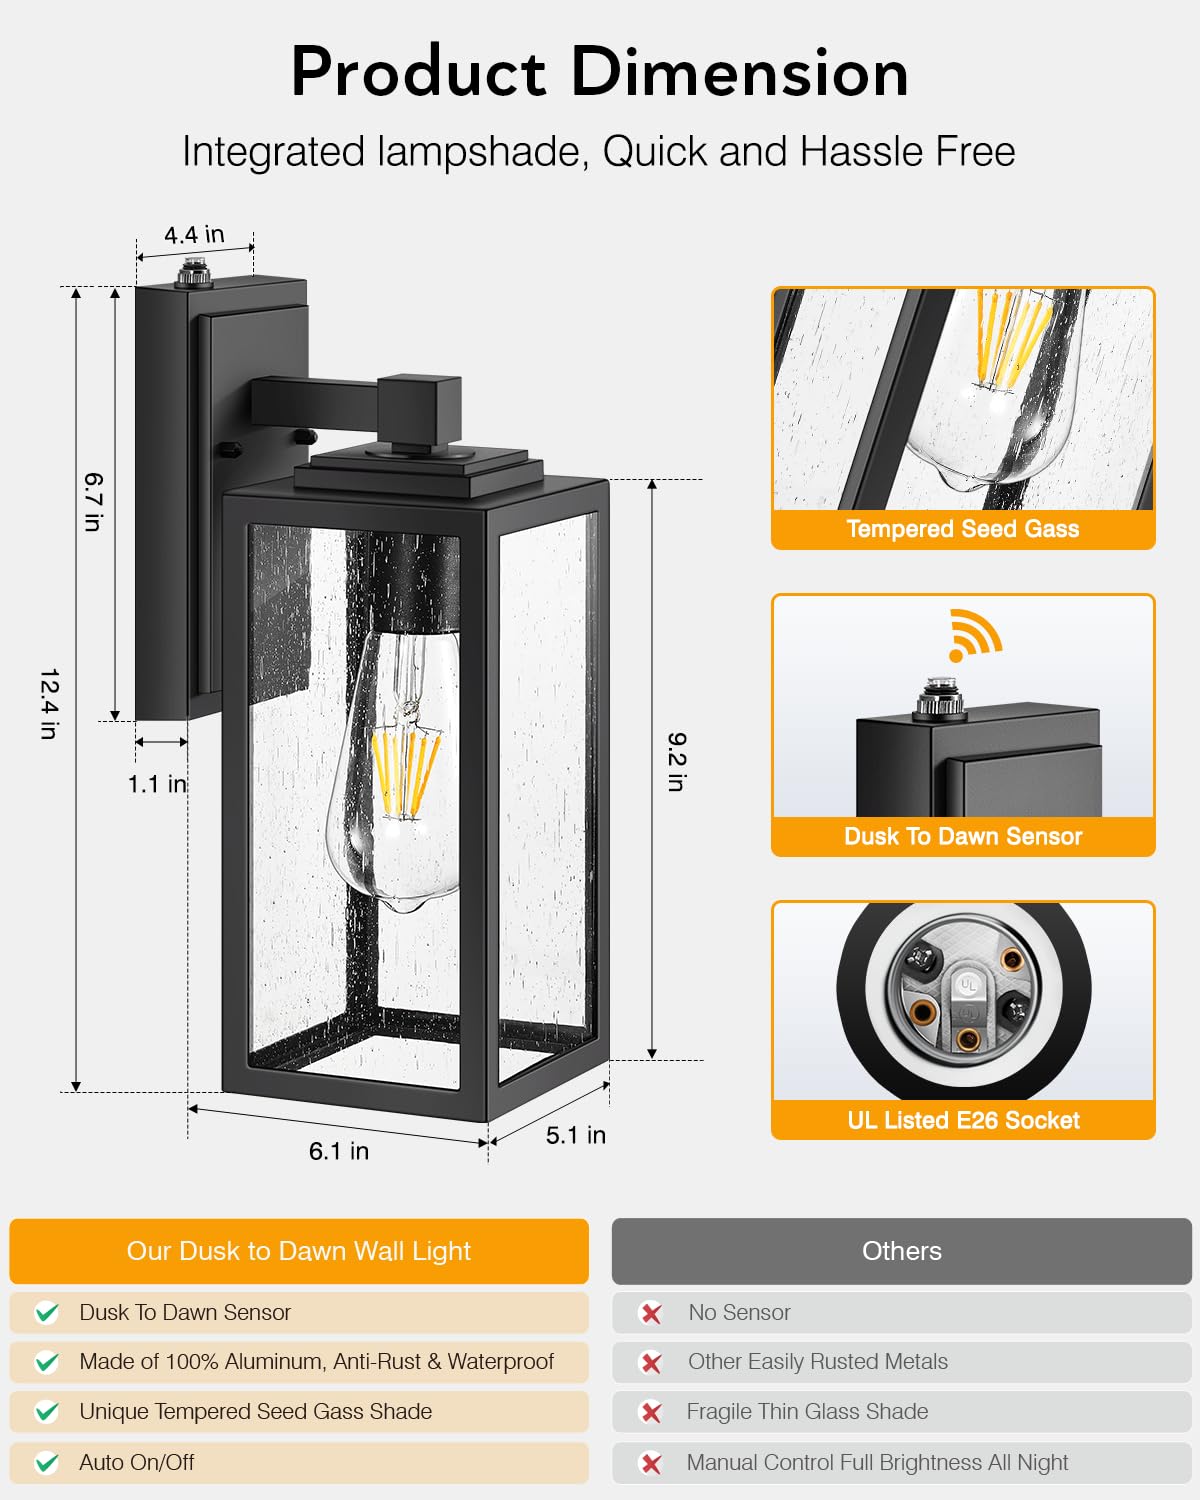 Product Dimension
Integrated lampshade, Quick and Hassle Free
4.4 in
6.7 in
12.4 in
1.1 in
9.2 in
6.1 in
5.1 in
Tempered Seed Gass
Dusk To Dawn Sensor
UL
UL
UL Listed E26 Socket
Our Dusk to Dawn Wall Light
Dusk To Dawn Sensor
Made of 100% Aluminum, Anti-Rust & Waterproof
Unique Tempered Seed Gass Shade
Auto On/Off
Others
No Sensor
Other Easily Rusted Metals
Fragile Thin Glass Shade
Manual Control Full Brightness All Night